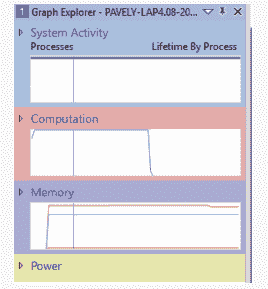 1 Graph Explorer - PAVELY-LAP4.08-20...
System Activity
Processes Lifetime By Process
Computation
Memory
Power